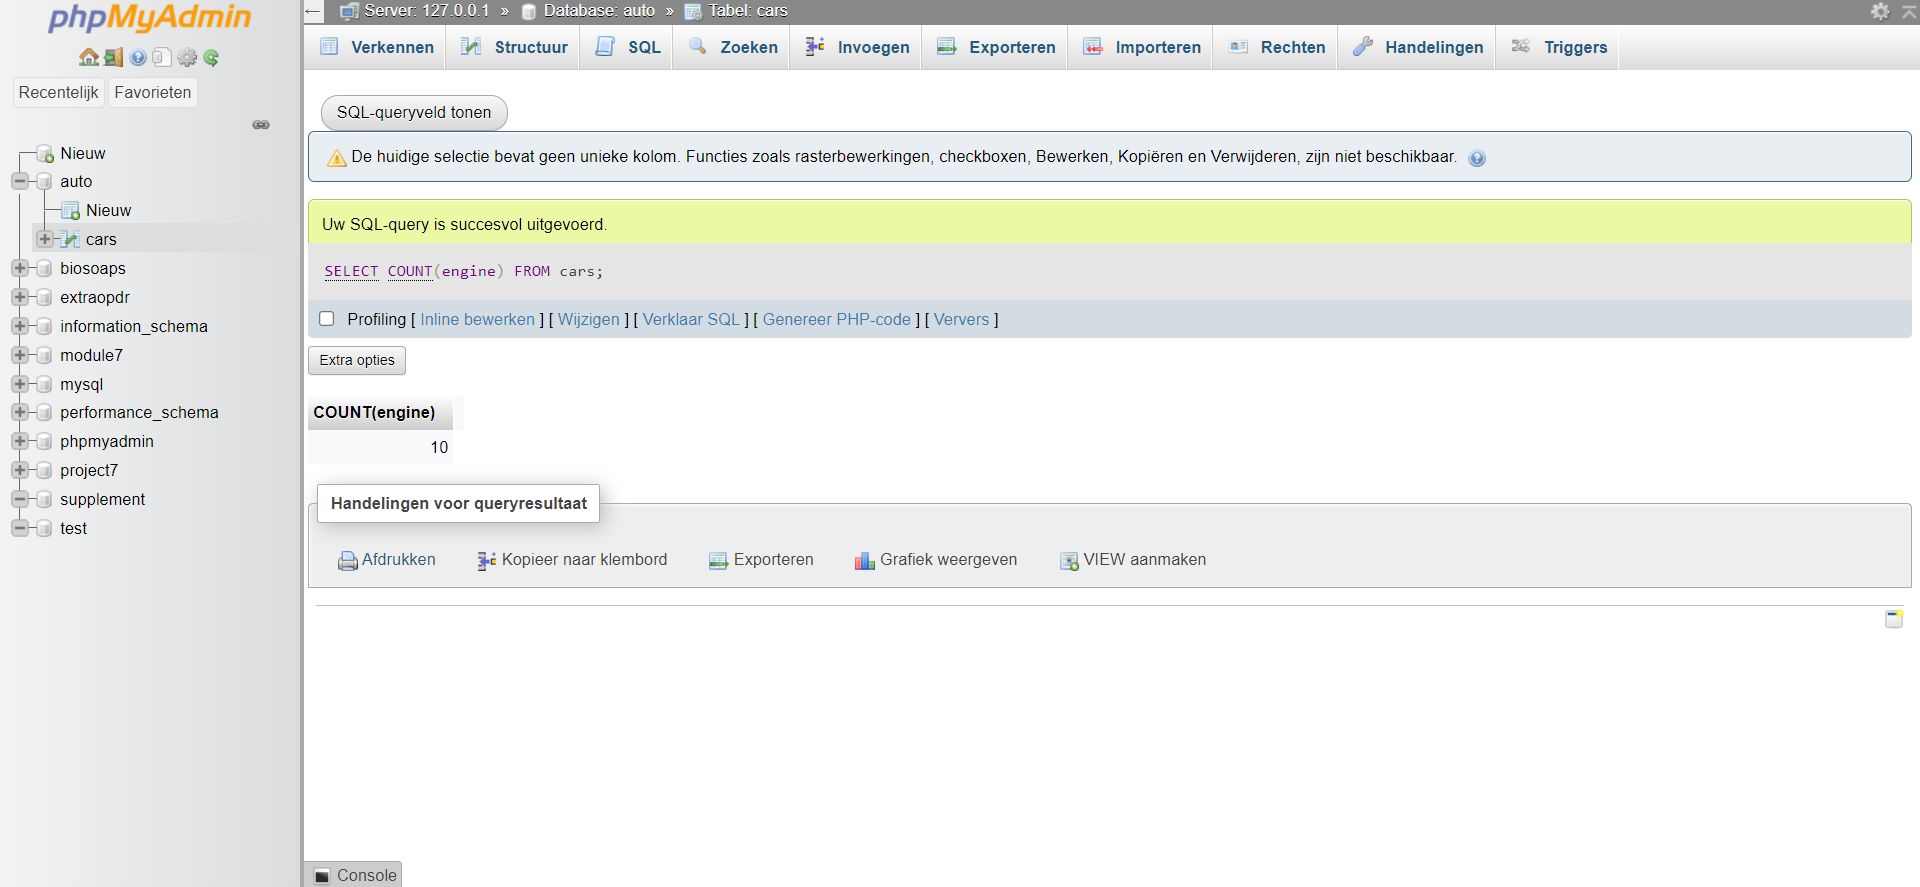 phpMyAdmin
Recentelijk Favorieten
Nieuw
auto
Nieuw
cars
biosoaps
extraopdr
information_schema
module7
mysql
performance_schema
phpmyadmin
project7
supplement
test
Server: 127.0.0.1 » Database: auto » Tabel: cars
Verkennen Structuur SQL Zoeken Invoegen Exporteren Importeren Rechten Handelingen Triggers
SQL-queryveld tonen
De huidige selectie bevat geen unieke kolom. Functies zoals rasterbewerkingen, checkboxen, Bewerken, Kopiëren en Verwijderen, zijn niet beschikbaar.
Uw SQL-query is succesvol uitgevoerd.
SELECT COUNT(engine) FROM cars;
Profiling [ Inline bewerken ] [ Wijzigen ] [ Verklaar SQL ] [ Genereer PHP-code ] [ Ververs ]
Extra opties
COUNT(engine)
10
Handelingen voor queryresultaat
Afdrukken Kopieer naar klembord Exporteren Grafiek weergeven VIEW aanmaken
Console